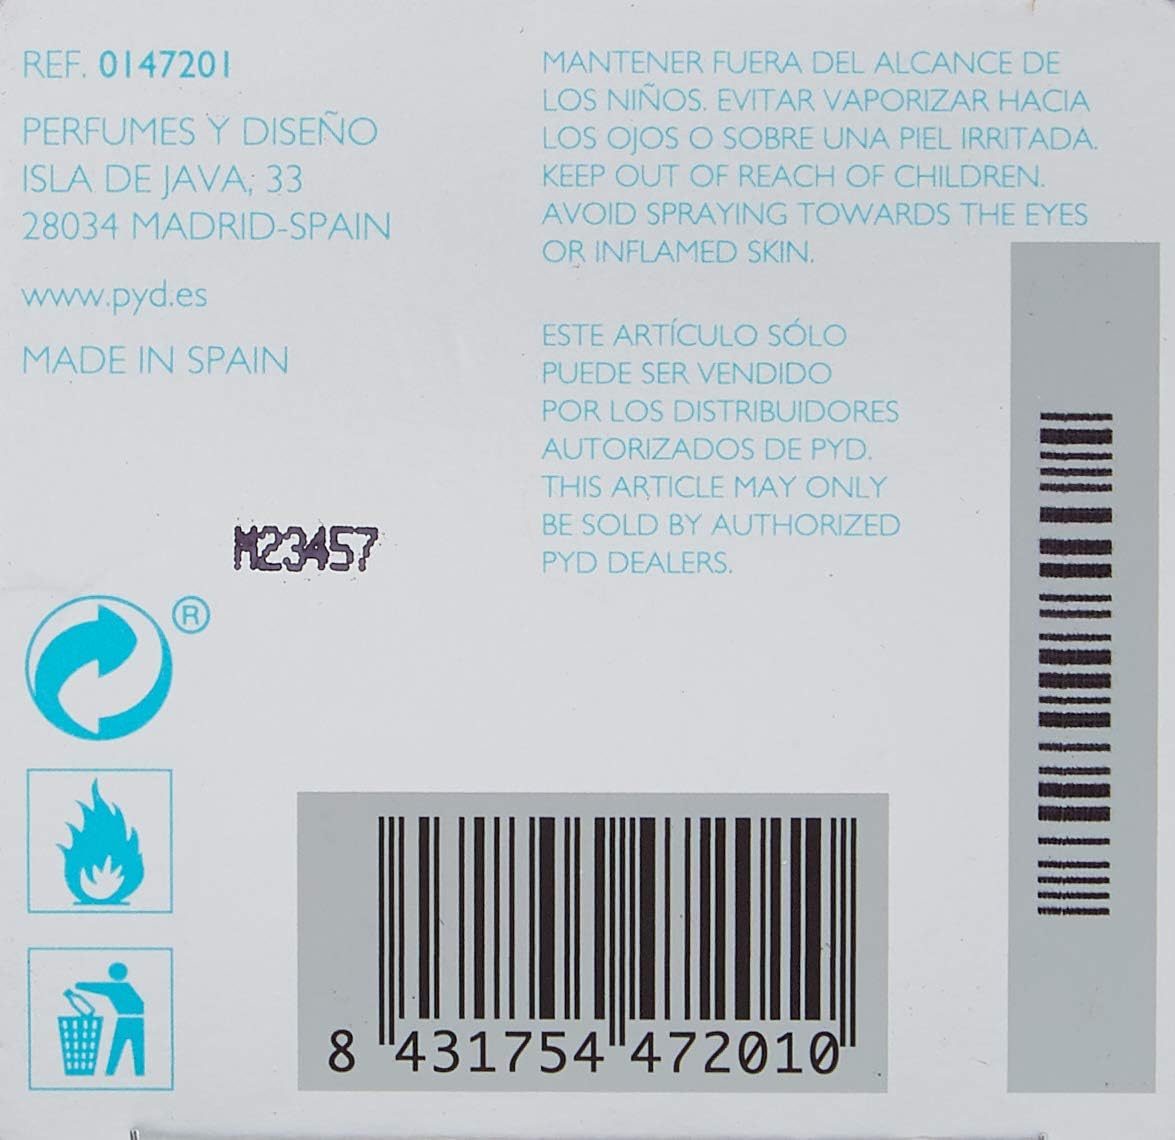 REF. 0147201
PERFUMES Y DISEÑO
ISLA DE JAVA, 33
28034 MADRID-SPAIN
www.pyd.es
MADE IN SPAIN
MANTENER FUERA DEL ALCANCE DE
LOS NIÑOS. EVITAR VAPORIZAR HACIA
LOS OJOS O SOBRE UNA PIEL IRRITADA.
KEEP OUT OF REACH OF CHILDREN.
AVOID SPRAYING TOWARDS THE EYES
OR INFLAMED SKIN.
ESTE ARTÍCULO SÓLO
PUEDE SER VENDIDO
POR LOS DISTRIBUIDORES
AUTORIZADOS DE PYD.
THIS ARTICLE MAY ONLY
BE SOLD BY AUTHORIZED
PYD DEALERS.
M23457
®
8 431754 472010